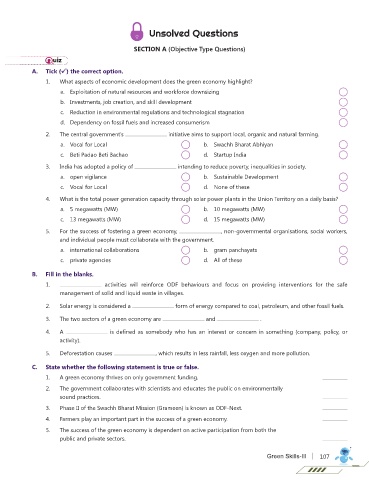 Unsolved Questions
SECTION A (Objective Type Questions)
Quiz
A. Tick (✓) the correct option.
1. What aspects of economic development does the green economy highlight?
a. Exploitation of natural resources and workforce downsizing
b. Investments, job creation, and skill development
c. Reduction in environmental regulations and technological stagnation
d. Dependency on fossil fuels and increased consumerism
2. The central government's ______________ initiative aims to support local, organic and natural farming.
a. Vocal for Local b. Swachh Bharat Abhiyan
c. Beti Padao Beti Bachao d. Startup India
3. India has adopted a policy of ______________ intending to reduce poverty, inequalities in society.
a. open vigilance b. Sustainable Development
c. Vocal for Local d. None of these
4. What is the total power generation capacity through solar power plants in the Union Territory on a daily basis?
a. 5 megawatts (MW) b. 10 megawatts (MW)
c. 13 megawatts (MW) d. 15 megawatts (MW)
5. For the success of fostering a green economy, ______________, non-governmental organisations, social workers,
and individual people must collaborate with the government.
a. international collaborations b. gram panchayats
c. private agencies d. All of these
B. Fill in the blanks.
1. ______________ activities will reinforce ODF behaviours and focus on providing interventions for the safe
management of solid and liquid waste in villages.
2. Solar energy is considered a ______________ form of energy compared to coal, petroleum, and other fossil fuels.
3. The two sectors of a green economy are ______________ and ______________.
4. A ______________ is defined as somebody who has an interest or concern in something (company, policy, or
activity).
5. Deforestation causes ______________, which results in less rainfall, less oxygen and more pollution.
C. State whether the following statement is true or false.
1. A green economy thrives on only government funding. ________
2. The government collaborates with scientists and educates the public on environmentally
sound practices. ________
3. Phase II of the Swachh Bharat Mission (Grameen) is known as ODF-Next. ________
4. Farmers play an important part in the success of a green economy. ________
5. The success of the green economy is dependent on active participation from both the
public and private sectors. ________
Green Skills-III | 107